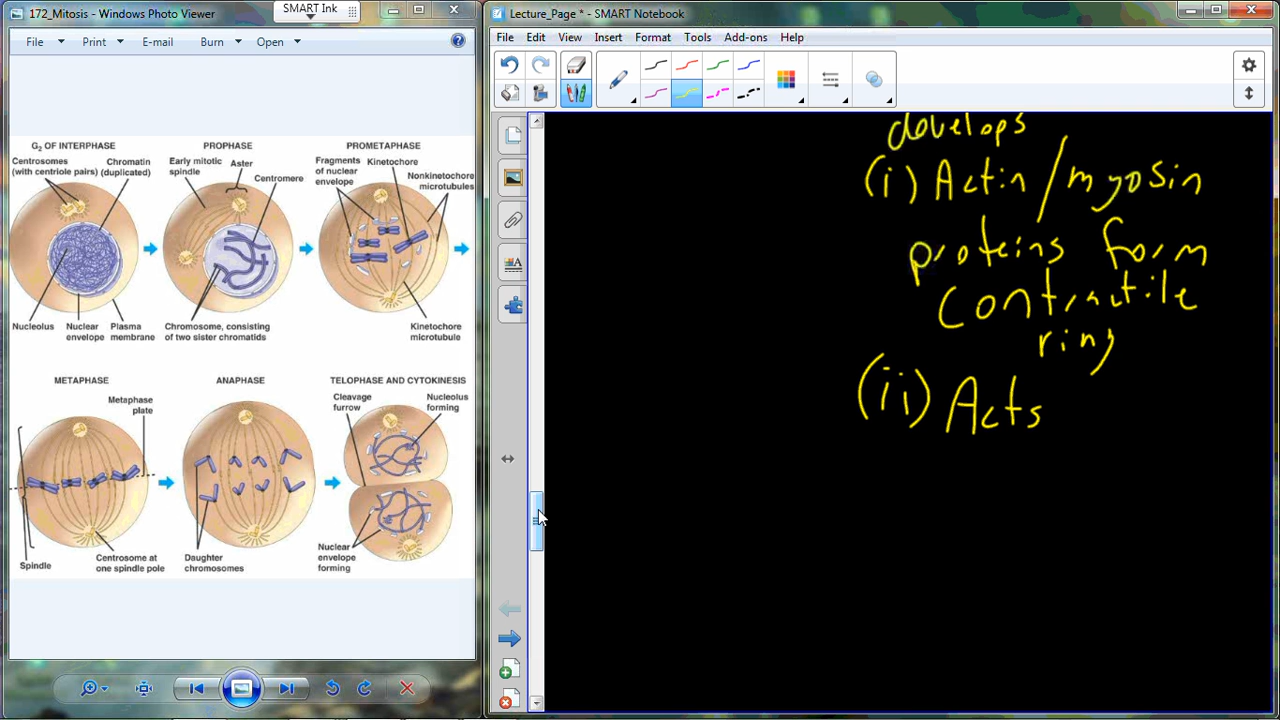 172_Mitosis - Windows Photo Viewer
SMART Ink
File Print E-mail Burn Open
G2 OF INTERPHASE
Centrosomes
(with centriole pairs)
Chromatin
(duplicated)
Nucleolus
Nuclear
envelope
Plasma
membrane
PROPHASE
Early mitotic
spindle
Aster
Centromere
Chromosome, consisting
of two sister chromatids
PROMETAPHASE
Fragments
of nuclear
envelope
Kinetochore
Nonkinetochore
microtubules
Kinetochore
microtubule
METAPHASE
Metaphase
plate
Spindle
Centrosome at
one spindle pole
ANAPHASE
Daughter
chromosomes
TELOPHASE AND CYTOKINESIS
Cleavage
furrow
Nucleolus
forming
Nuclear
envelope
forming
Lecture_Page * - SMART Notebook
File Edit View Insert Format Tools Add-ons Help
develops
(i) Actin / myosin
proteins form
contractile
ring
(ii) Acts